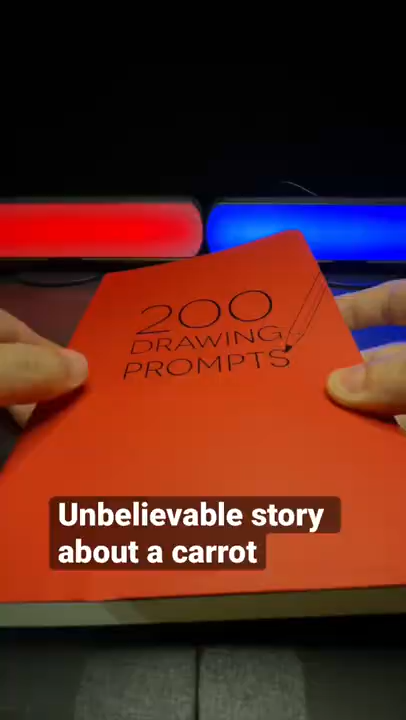 200
DRAWING
PROMPTS
Unbelievable story
about a carrot